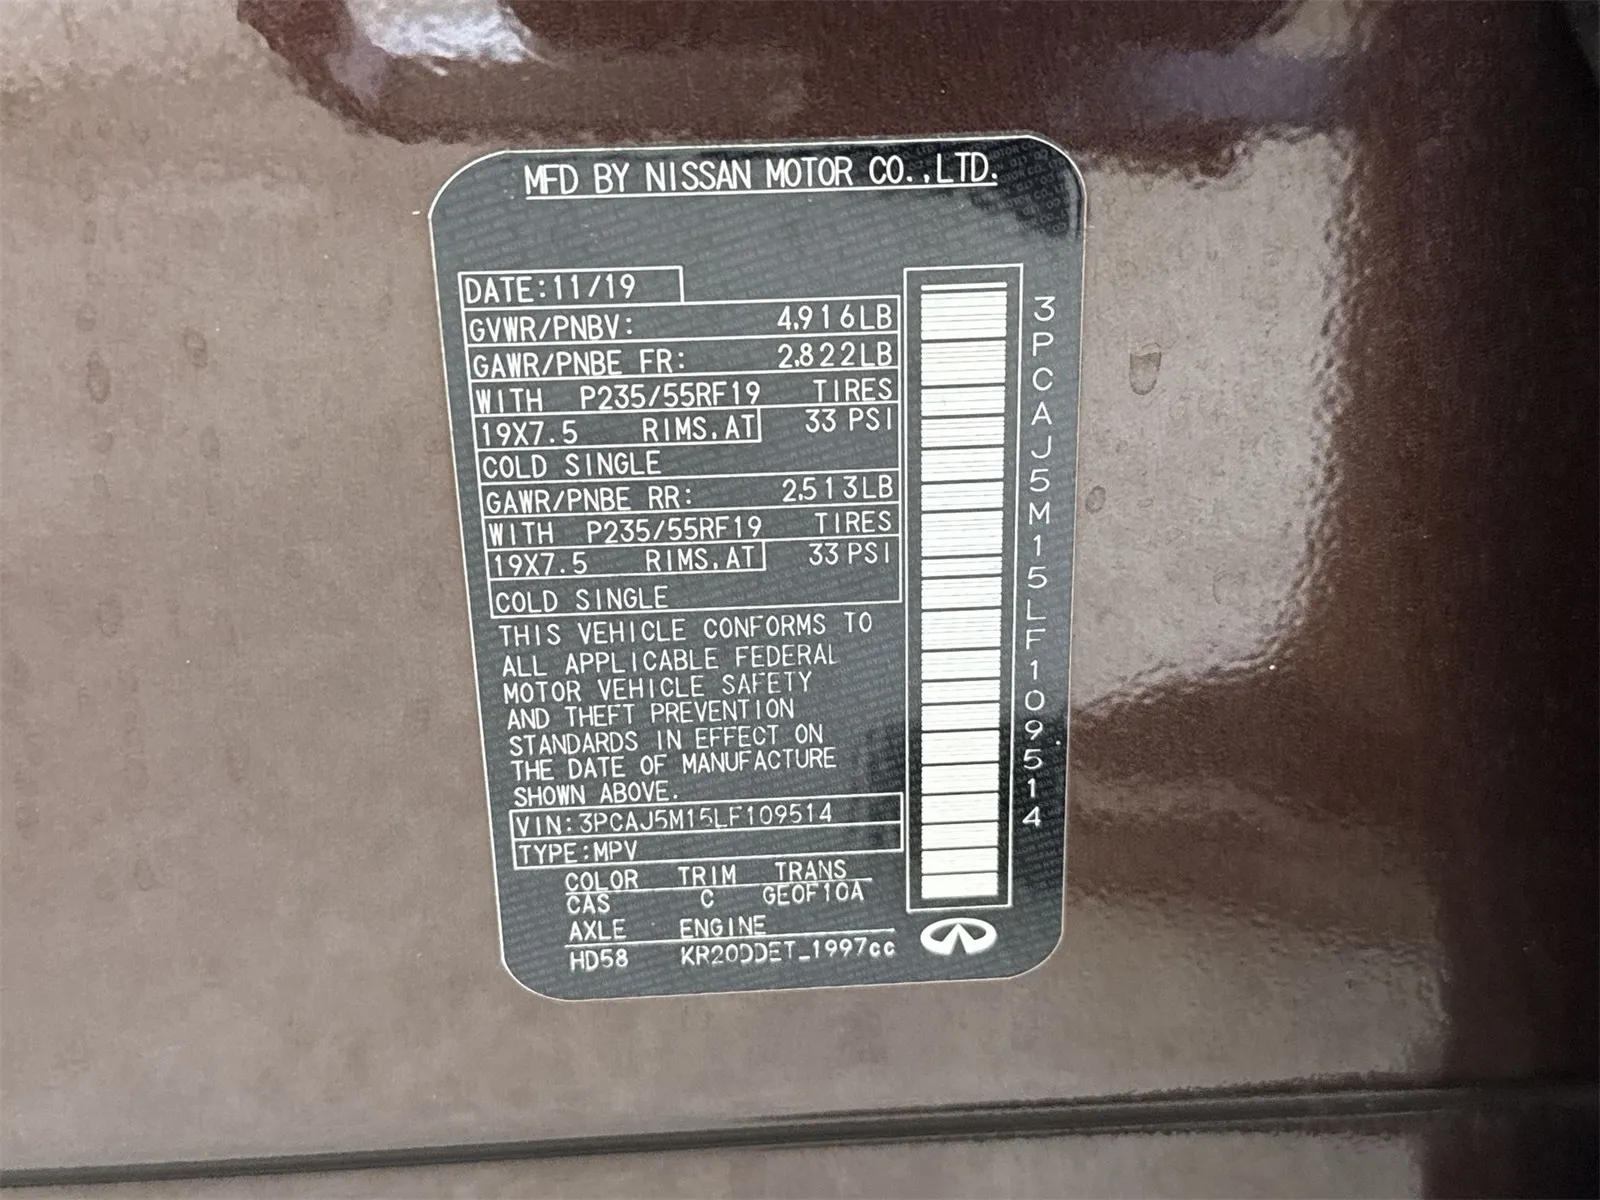 MFD BY NISSAN MOTOR CO.,LTD.
DATE:11/19
GVWR/PNBV: 4,916LB
GAWR/PNBE FR: 2,822LB
WITH P235/55RF19 TIRES
19X7.5 RIMS,AT 33 PSI
COLD SINGLE
GAWR/PNBE RR: 2,513LB
WITH P235/55RF19 TIRES
19X7.5 RIMS,AT 33 PSI
COLD SINGLE
THIS VEHICLE CONFORMS TO
ALL APPLICABLE FEDERAL
MOTOR VEHICLE SAFETY
AND THEFT PREVENTION
STANDARDS IN EFFECT ON
THE DATE OF MANUFACTURE
SHOWN ABOVE.
VIN:3PCAJ5M15LF109514
TYPE:MPV
COLOR TRIM TRANS
CAS C GE0F10A
AXLE ENGINE
HD58 KR20DDET_1997cc
3PCAJ5M15LF109514